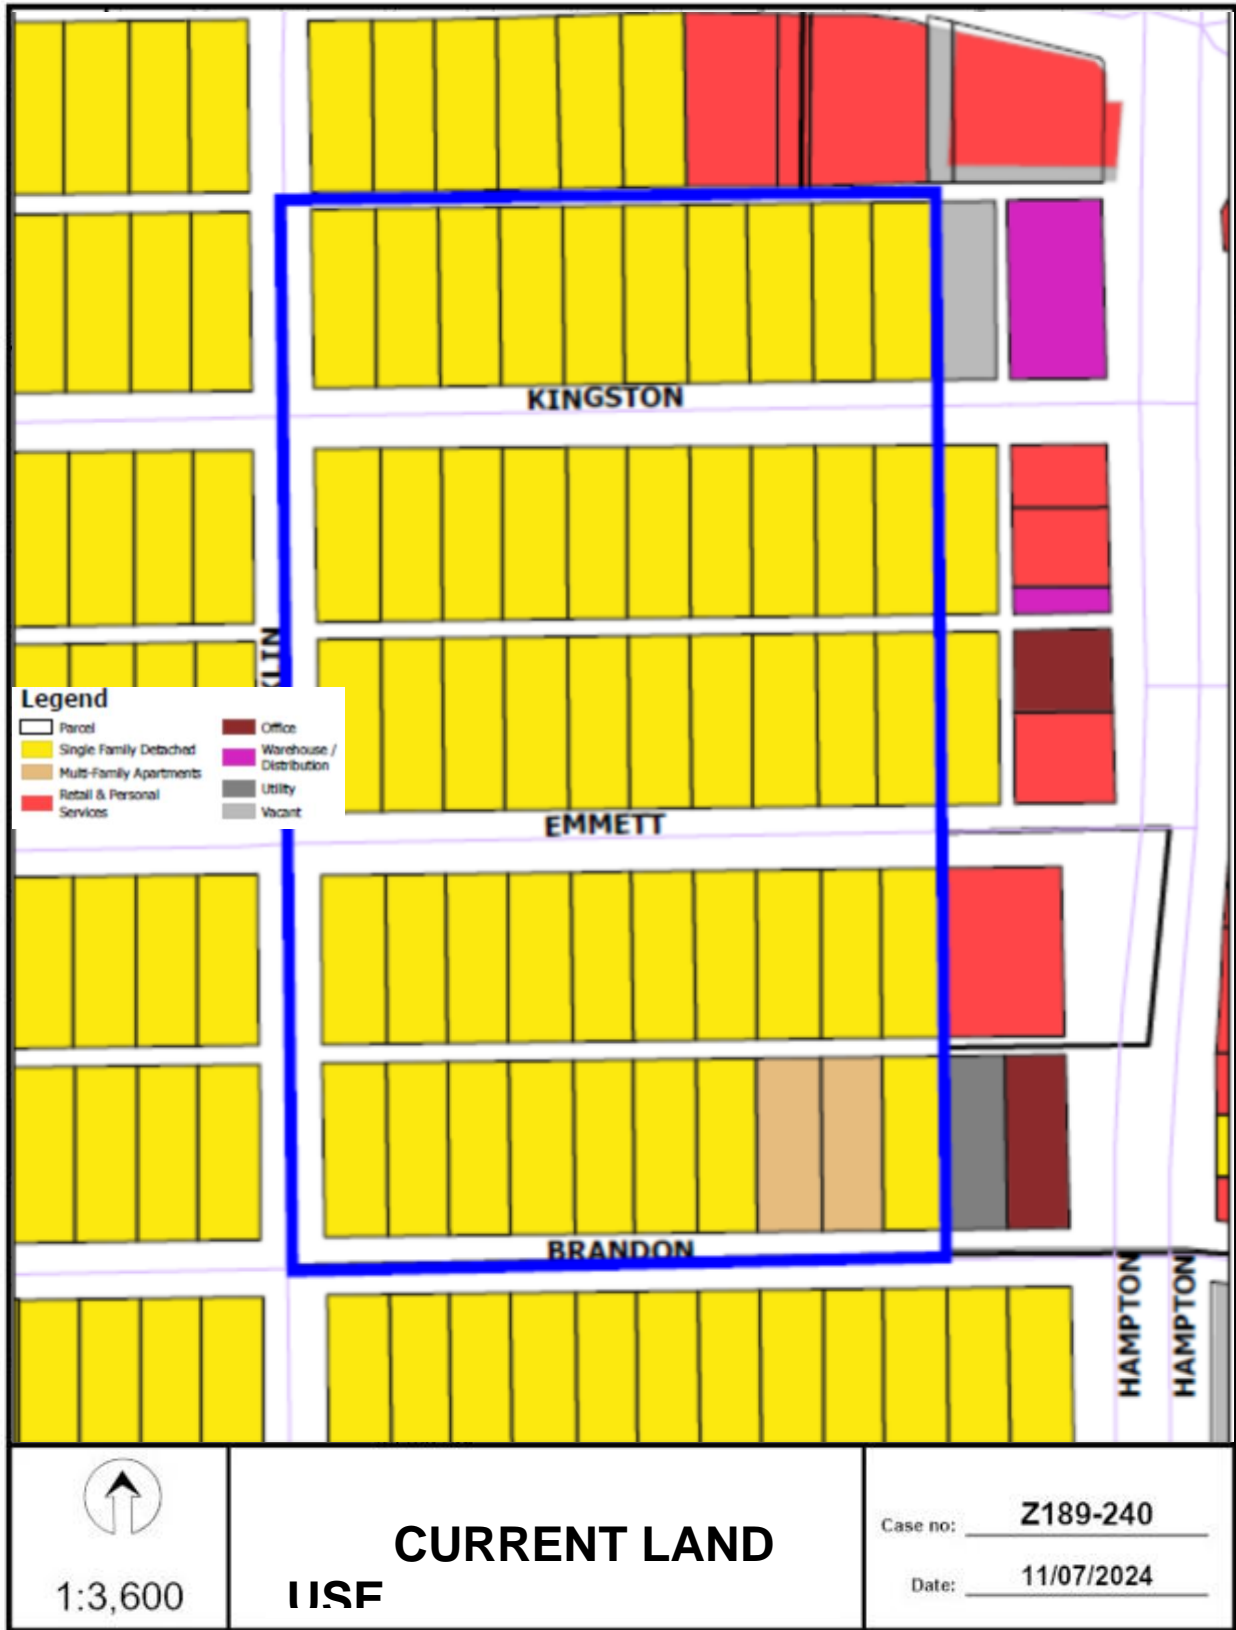 KINGSTON
KLIN
Legend
Parcel
Single Family Detached
Multi-Family Apartments
Retail & Personal
Services
Office
Warehouse /
Distribution
Utility
Vacant
EMMETT
BRANDON
HAMPTON
HAMPTON
1:3,600
CURRENT LAND
USE
Case no: Z189-240
Date: 11/07/2024